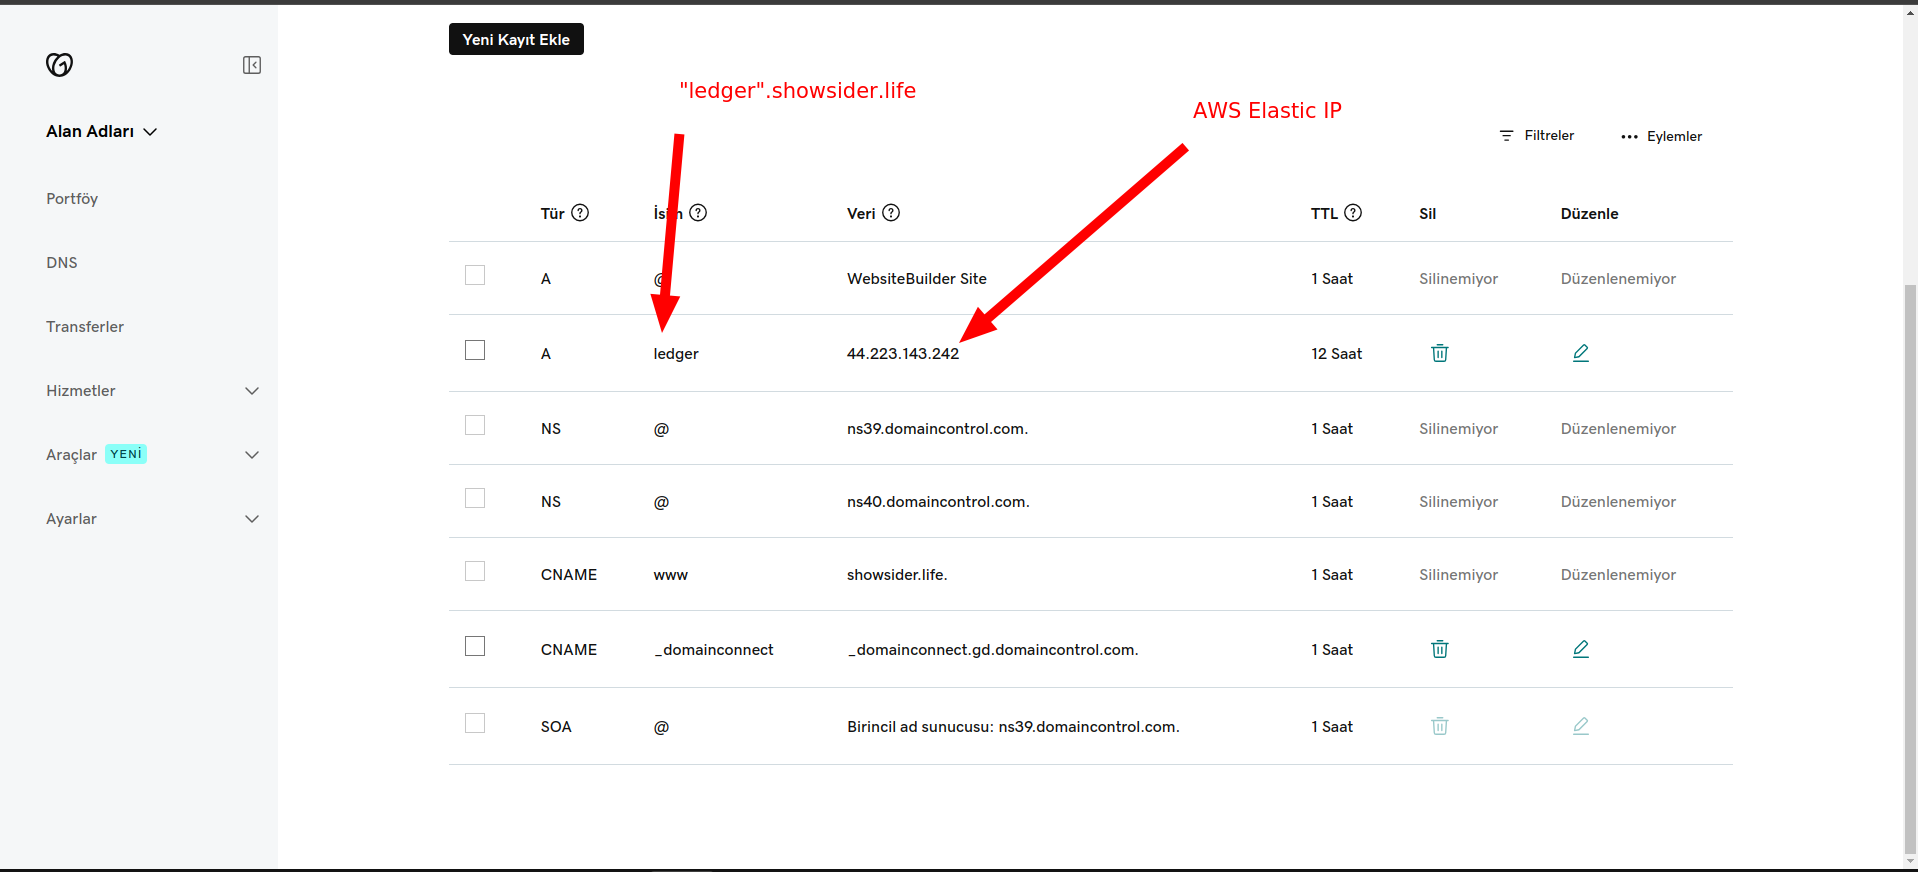 Yeni Kayıt Ekle
"ledger".showsider.life
AWS Elastic IP
Alan Adları
Filtreler
Eylemler
Portföy
DNS
Transferler
Hizmetler
Araçlar YENİ
Ayarlar
Tür ? İsim ? Veri ? TTL ? Sil Düzenle
A @ WebsiteBuilder Site 1 Saat Silinemiyor Düzenlenemiyor
A ledger 44.223.143.242 12 Saat
NS @ ns39.domaincontrol.com. 1 Saat Silinemiyor Düzenlenemiyor
NS @ ns40.domaincontrol.com. 1 Saat Silinemiyor Düzenlenemiyor
CNAME www showsider.life. 1 Saat Silinemiyor Düzenlenemiyor
CNAME _domainconnect _domainconnect.gd.domaincontrol.com. 1 Saat
SOA @ Birincil ad sunucusu: ns39.domaincontrol.com. 1 Saat